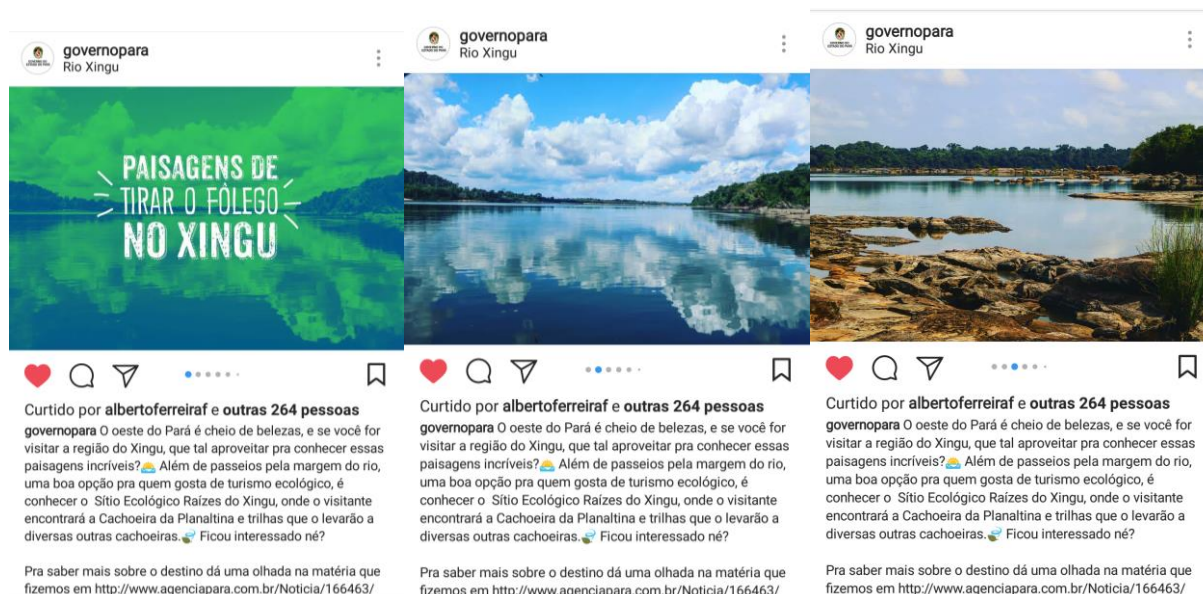 governopara
Rio Xingu
PAISAGENS DE
TIRAR O FÔLEGO
NO XINGU
Curtido por albertoferreiraf e outras 264 pessoas
governopara O oeste do Pará é cheio de belezas, e se você for
visitar a região do Xingu, que tal aproveitar pra conhecer essas
paisagens incríveis?🌅 Além de passeios pela margem do rio,
uma boa opção pra quem gosta de turismo ecológico, é
conhecer o Sítio Ecológico Raízes do Xingu, onde o visitante
encontrará a Cachoeira da Planaltina e trilhas que o levarão a
diversas outras cachoeiras.🍃 Ficou interessado né?
Pra saber mais sobre o destino dá uma olhada na matéria que
fizemos em http://www.agenciapara.com.br/Noticia/166463/
governopara
Rio Xingu
Curtido por albertoferreiraf e outras 264 pessoas
governopara O oeste do Pará é cheio de belezas, e se você for
visitar a região do Xingu, que tal aproveitar pra conhecer essas
paisagens incríveis?🌅 Além de passeios pela margem do rio,
uma boa opção pra quem gosta de turismo ecológico, é
conhecer o Sítio Ecológico Raízes do Xingu, onde o visitante
encontrará a Cachoeira da Planaltina e trilhas que o levarão a
diversas outras cachoeiras.🍃 Ficou interessado né?
Pra saber mais sobre o destino dá uma olhada na matéria que
fizemos em http://www.agenciapara.com.br/Noticia/166463/
governopara
Rio Xingu
Curtido por albertoferreiraf e outras 264 pessoas
governopara O oeste do Pará é cheio de belezas, e se você for
visitar a região do Xingu, que tal aproveitar pra conhecer essas
paisagens incríveis?🌅 Além de passeios pela margem do rio,
uma boa opção pra quem gosta de turismo ecológico, é
conhecer o Sítio Ecológico Raízes do Xingu, onde o visitante
encontrará a Cachoeira da Planaltina e trilhas que o levarão a
diversas outras cachoeiras.🍃 Ficou interessado né?
Pra saber mais sobre o destino dá uma olhada na matéria que
fizemos em http://www.agenciapara.com.br/Noticia/166463/